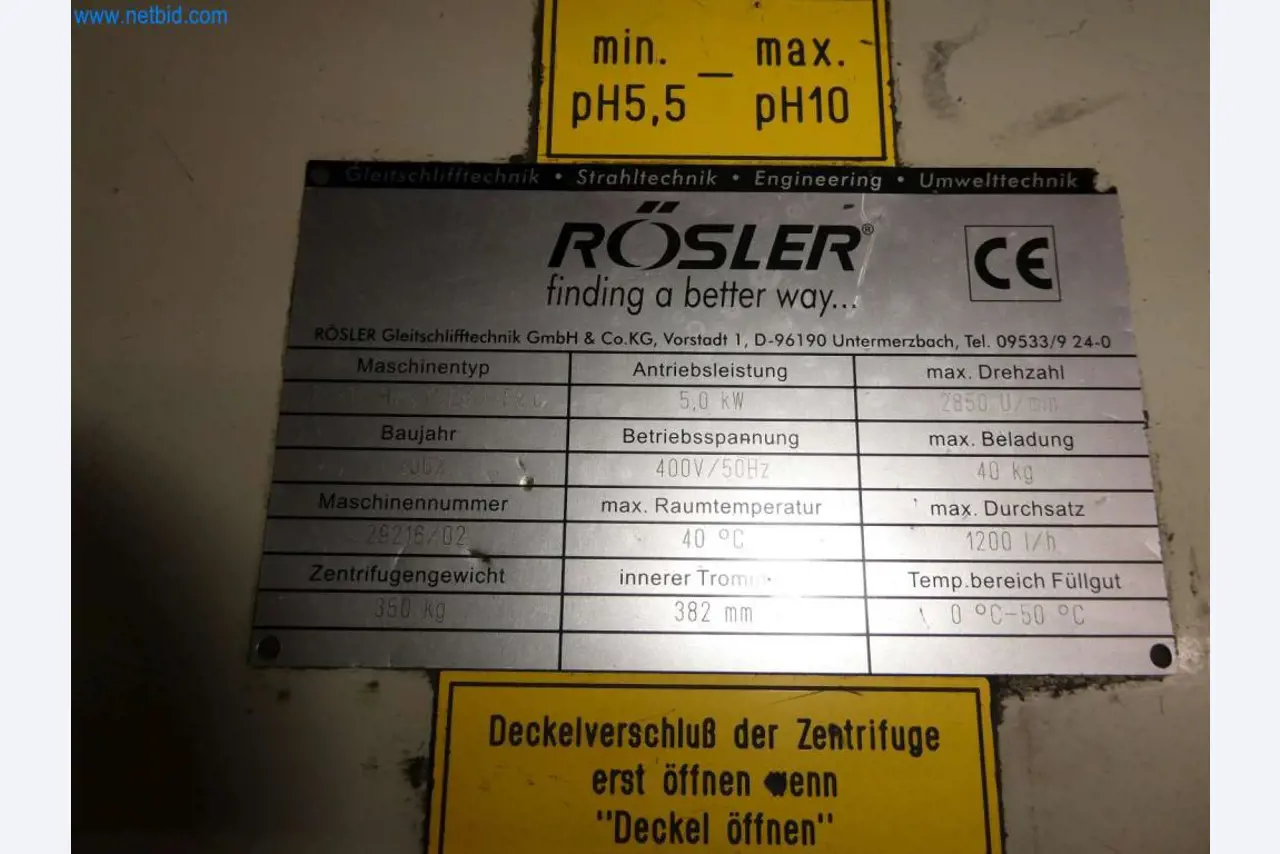 www.netbid.com
min. – max.
pH5,5 pH10
Gleitschlifftechnik • Strahltechnik • Engineering • Umwelttechnik
RÖSLER®
CE
finding a better way...
RÖSLER Gleitschlifftechnik GmbH & Co.KG, Vorstadt 1, D-96190 Untermerzbach, Tel. 09533/9 24-0
Maschinentyp Antriebsleistung max. Drehzahl
5,0 kW 2850 U/min
Baujahr Betriebsspannung max. Beladung
400V/50Hz 40 kg
Maschinennummer max. Raumtemperatur max. Durchsatz
29216/02 40 °C 1200 l/h
Zentrifugengewicht innerer Temp.bereich Füllgut
350 kg 382 mm 0 °C-50 °C
Deckelverschluß der Zentrifuge
erst öffnen wenn
"Deckel öffnen"